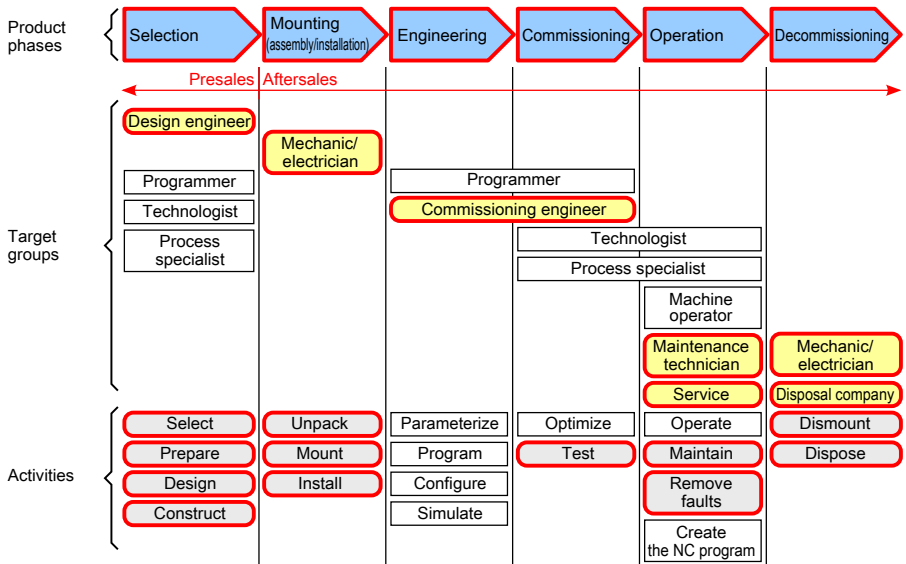 Product
phases
Selection
Mounting
(assembly/installation)
Engineering
Commissioning
Operation
Decommissioning
Presales
Aftersales
Target
groups
Design engineer
Mechanic/
electrician
Programmer
Programmer
Technologist
Commissioning engineer
Process
specialist
Technologist
Process specialist
Machine
operator
Maintenance
technician
Mechanic/
electrician
Service
Disposal company
Activities
Select
Unpack
Parameterize
Optimize
Operate
Dismount
Prepare
Mount
Program
Test
Maintain
Dispose
Design
Install
Configure
Remove
faults
Construct
Simulate
Create
the NC program